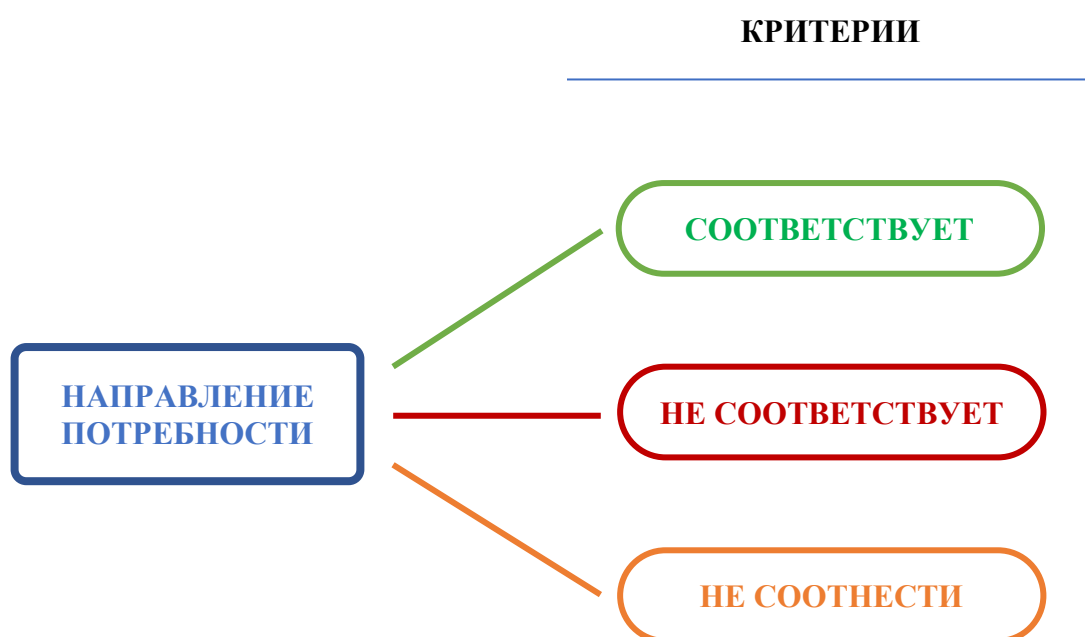 КРИТЕРИИ
СООТВЕТСТВУЕТ
НАПРАВЛЕНИЕ
ПОТРЕБНОСТИ
НЕ СООТВЕТСТВУЕТ
НЕ СООТНЕСТИ